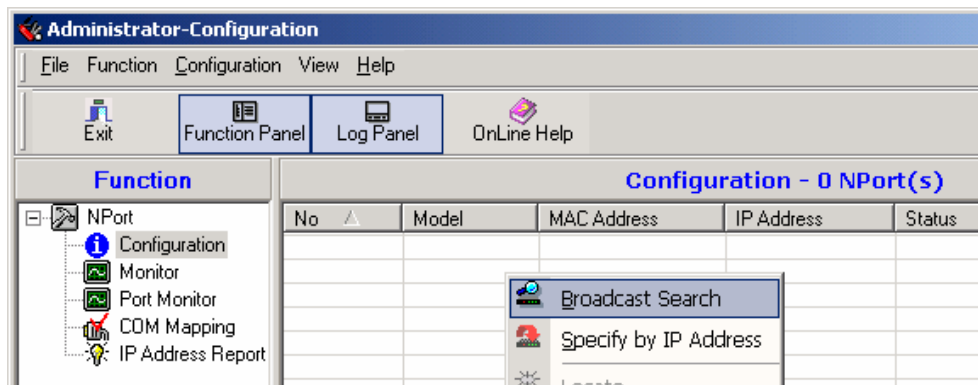 Administrator-Configuration
File Function Configuration View Help
Exit Function Panel Log Panel OnLine Help
Function
Configuration - 0 NPort(s)
No Model MAC Address IP Address Status
NPort
Configuration
Monitor
Port Monitor
COM Mapping
IP Address Report
Broadcast Search
Specify by IP Address